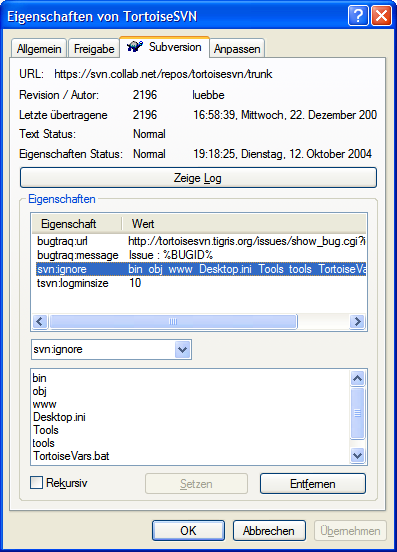 Eigenschaften von TortoiseSVN
Allgemein Freigabe Subversion Anpassen
URL: https://svn.collab.net/repos/tortoisesvn/trunk
Revision / Autor: 2196 luebbe
Letzte übertragene 2196 16:58:39, Mittwoch, 22. Dezember 200
Text Status: Normal
Eigenschaften Status: Normal 19:18:25, Dienstag, 12. Oktober 2004
Zeige Log
Eigenschaften
Eigenschaft Wert
bugtraq:url http://tortoisesvn.tigris.org/issues/show_bug.cgi?i
bugtraq:message Issue : %BUGID%
svn:ignore bin obj www Desktop.ini Tools tools TortoiseVa
tsvn:logminsize 10
svn:ignore
bin
obj
www
Desktop.ini
Tools
tools
TortoiseVars.bat
Rekursiv Setzen Entfernen
OK Abbrechen Übernehmen